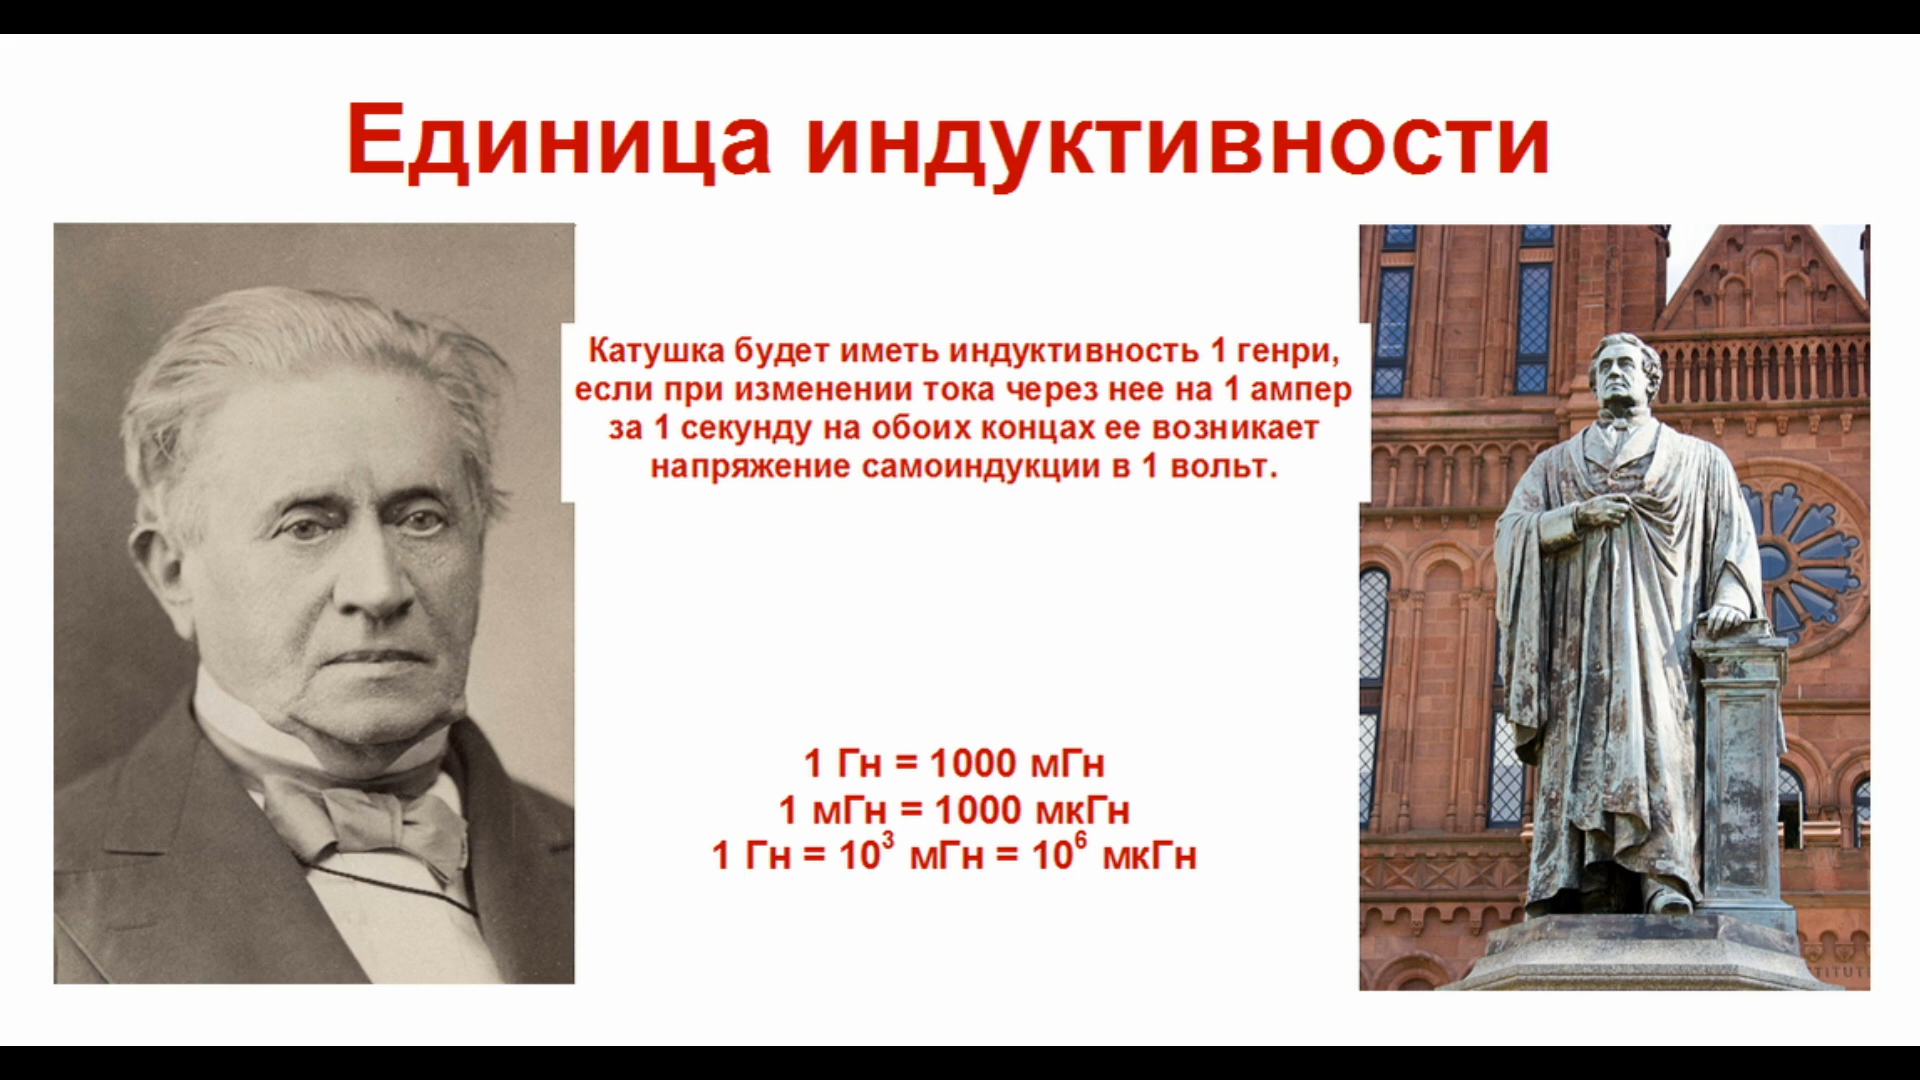 Единица индуктивности
Катушка будет иметь индуктивность 1 генри,
если при изменении тока через нее на 1 ампер
за 1 секунду на обоих концах ее возникает
напряжение самоиндукции в 1 вольт.
1 Гн = 1000 мГн
1 мГн = 1000 мкГн
1 Гн = 10³ мГн = 10⁶ мкГн